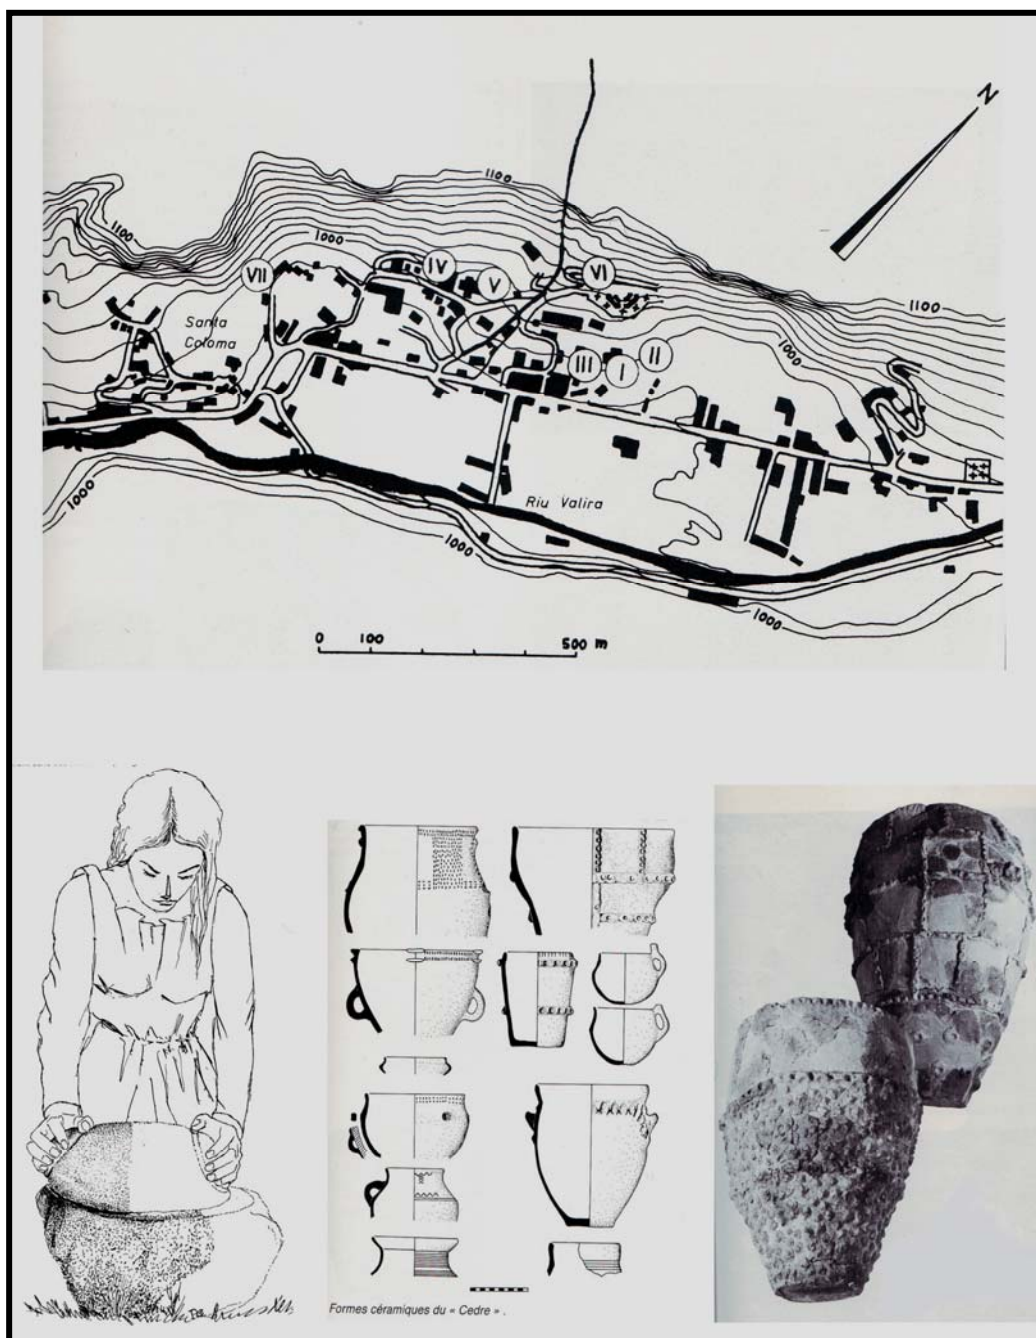 N
1100
1100
1000
IV
VII
V
VI
1100
Santa
Coloma
1000
III
I
II
1000
Riu Valira
1000
1000
0 100 500 m
Formes céramiques du « Cedre » .